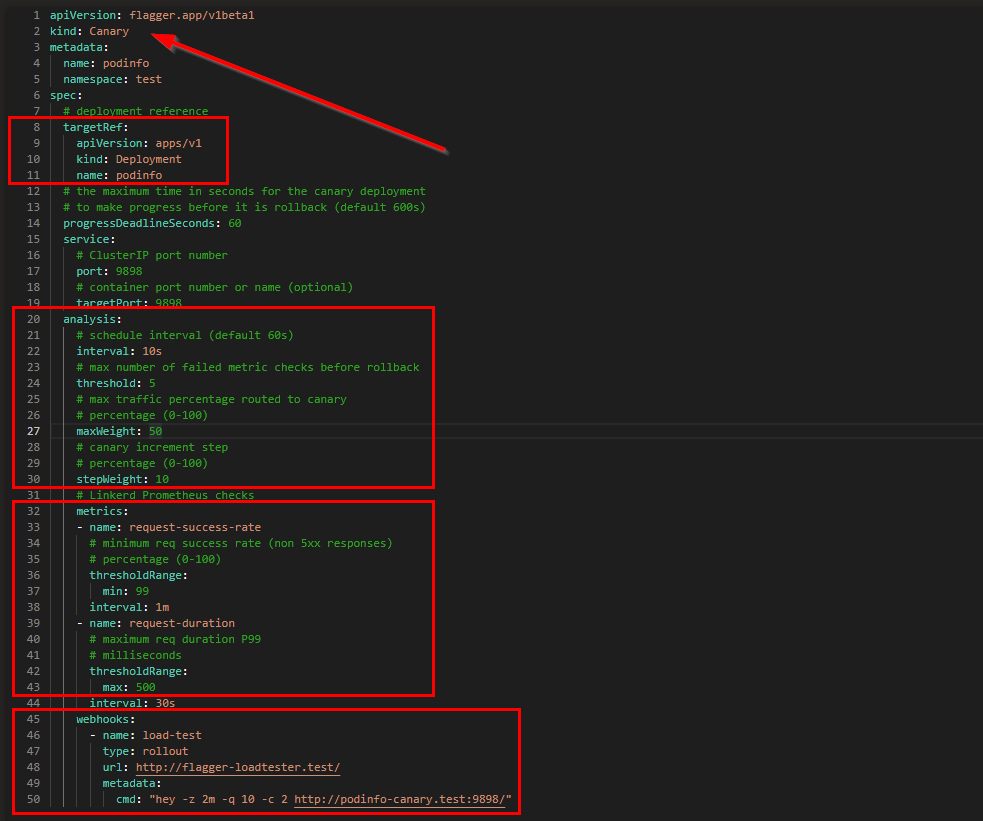 1 apiVersion: flagger.app/v1beta1
2 kind: Canary
3 metadata:
4   name: podinfo
5   namespace: test
6 spec:
7   # deployment reference
8   targetRef:
9     apiVersion: apps/v1
10     kind: Deployment
11     name: podinfo
12   # the maximum time in seconds for the canary deployment
13   # to make progress before it is rollback (default 600s)
14   progressDeadlineSeconds: 60
15   service:
16     # ClusterIP port number
17     port: 9898
18     # container port number or name (optional)
19     targetPort: 9898
20   analysis:
21     # schedule interval (default 60s)
22     interval: 10s
23     # max number of failed metric checks before rollback
24     threshold: 5
25     # max traffic percentage routed to canary
26     # percentage (0-100)
27     maxWeight: 50
28     # canary increment step
29     # percentage (0-100)
30     stepWeight: 10
31     # Linkerd Prometheus checks
32     metrics:
33     - name: request-success-rate
34       # minimum req success rate (non 5xx responses)
35       # percentage (0-100)
36       thresholdRange:
37         min: 99
38       interval: 1m
39     - name: request-duration
40       # maximum req duration P99
41       # milliseconds
42       thresholdRange:
43         max: 500
44       interval: 30s
45     webhooks:
46       - name: load-test
47         type: rollout
48         url: http://flagger-loadtester.test/
49         metadata:
50           cmd: "hey -z 2m -q 10 -c 2 http://podinfo-canary.test:9898/"